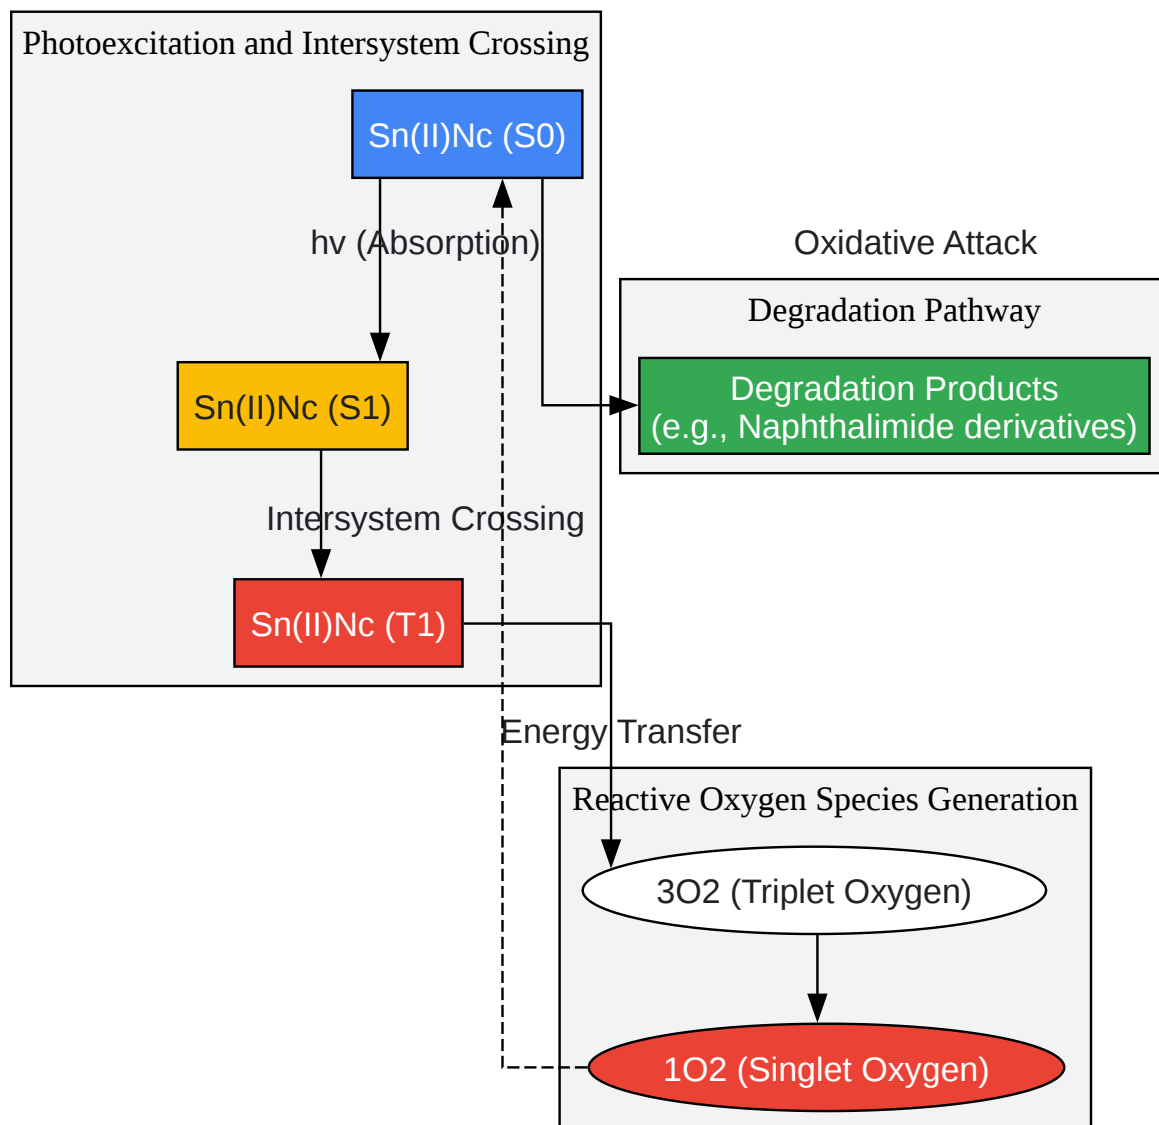 Photoexcitation and Intersystem Crossing
Sn(II)Nc (S0)
hv (Absorption)
Oxidative Attack
Degradation Pathway
Degradation Products
(e.g., Naphthalimide derivatives)
Sn(II)Nc (S1)
Intersystem Crossing
Sn(II)Nc (T1)
Energy Transfer
Reactive Oxygen Species Generation
3O2 (Triplet Oxygen)
1O2 (Singlet Oxygen)